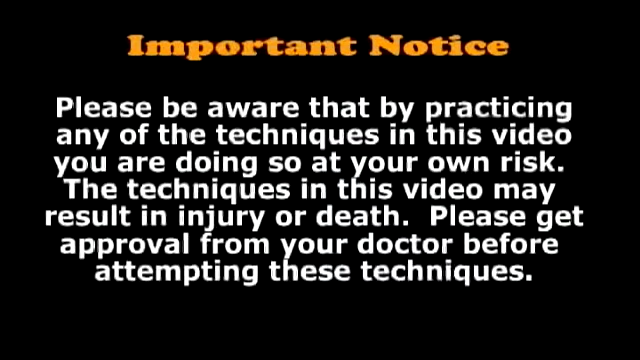 Important Notice
Please be aware that by practicing
any of the techniques in this video
you are doing so at your own risk.
The techniques in this video may
result in injury or death.  Please get
approval from your doctor before
attempting these techniques.